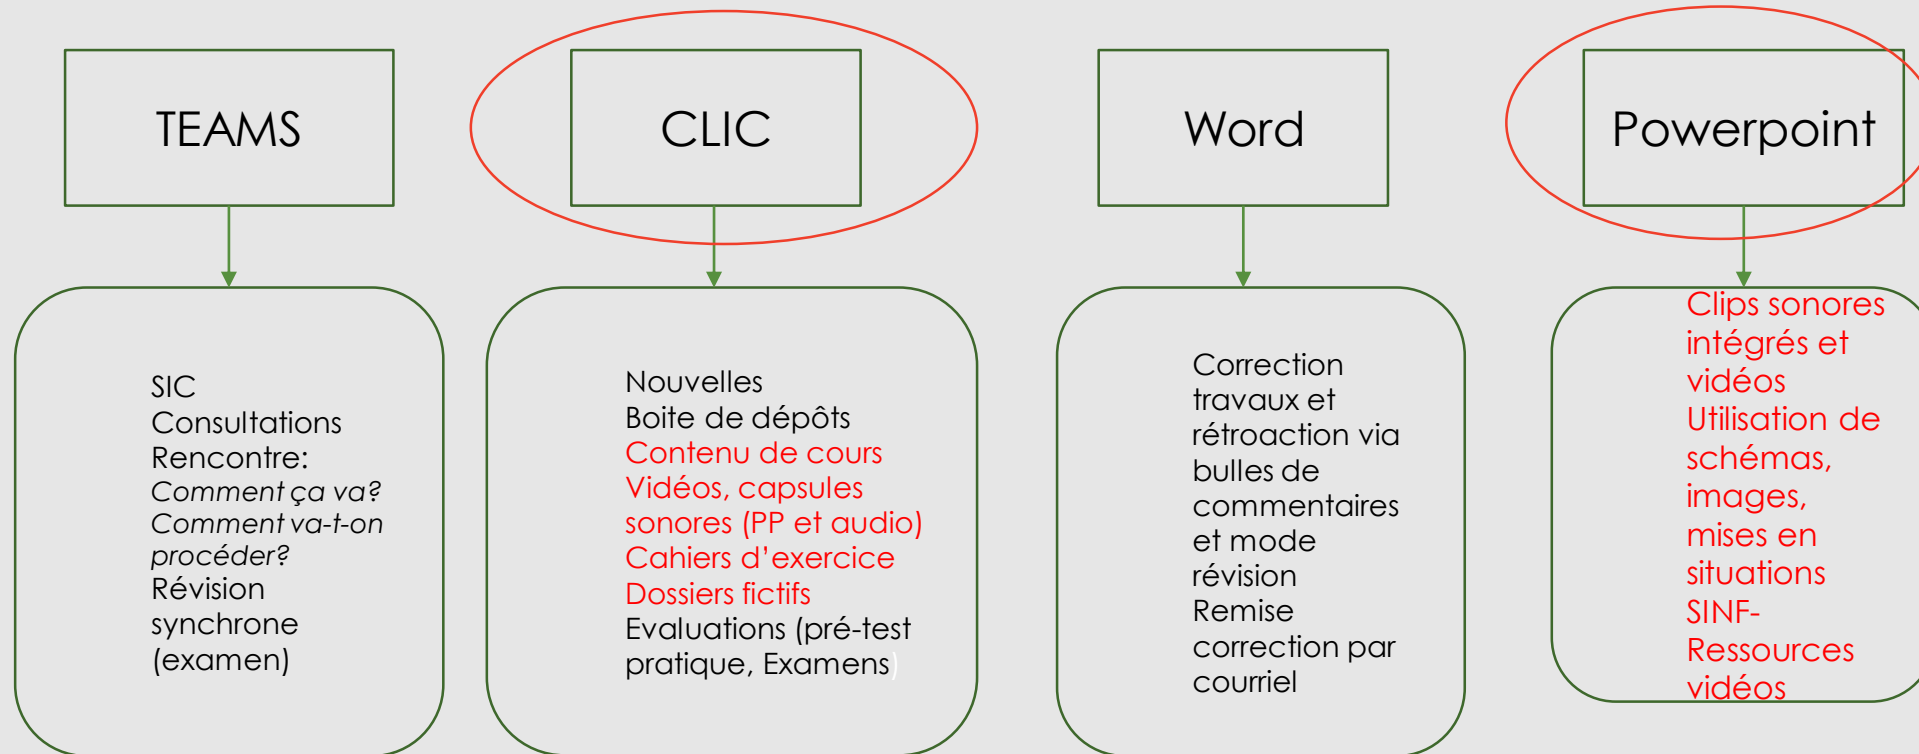 TEAMS
CLIC
Word
Powerpoint
SIC
Consultations
Rencontre:
Comment ça va?
Comment va-t-on
procéder?
Révision
synchrone
(examen)
Nouvelles
Boite de dépôts
Contenu de cours
Vidéos, capsules
sonores (PP et audio)
Cahiers d’exercice
Dossiers fictifs
Evaluations (pré-test
pratique, Examens)
Correction
travaux et
rétroaction via
bulles de
commentaires
et mode
révision
Remise
correction par
courriel
Clips sonores
intégrés et
vidéos
Utilisation de
schémas,
images,
mises en
situations
SINF-
Ressources
vidéos